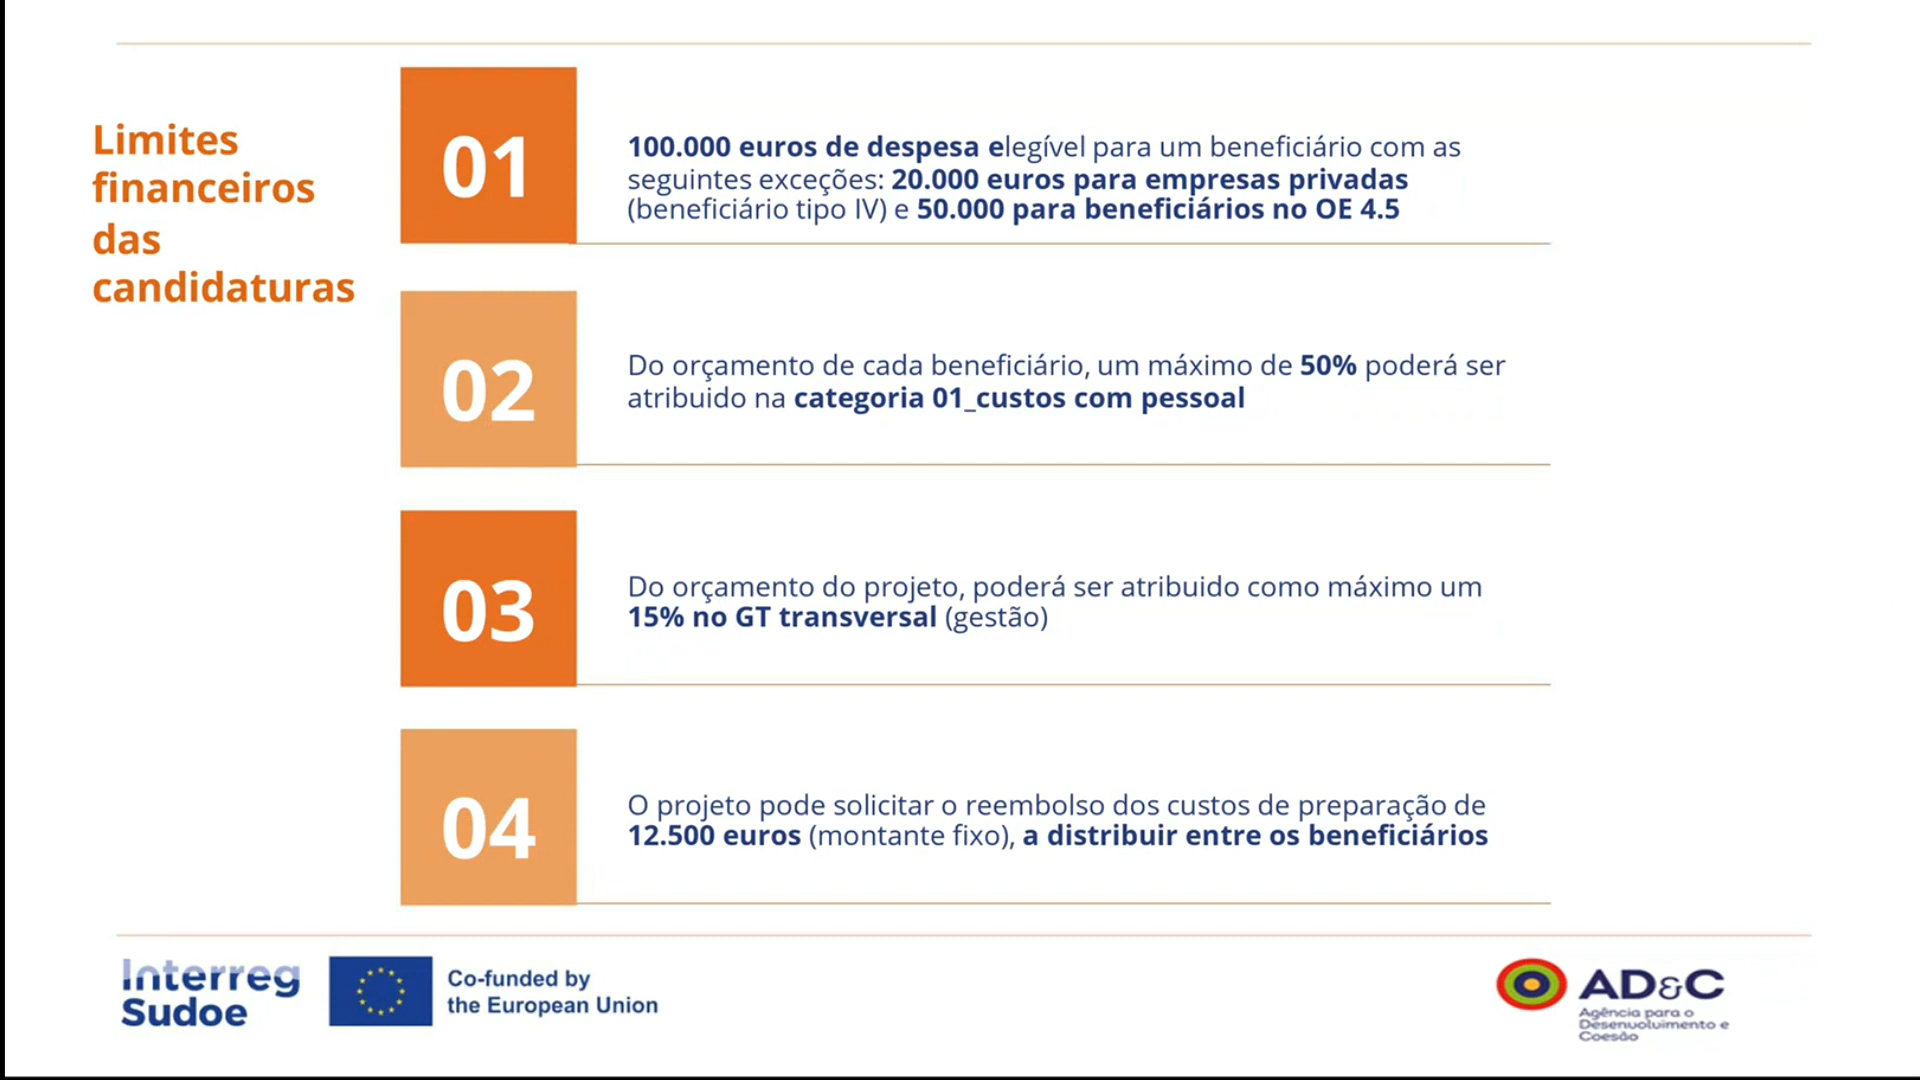 Limites
financeiros
das
candidaturas
01
100.000 euros de despesa elegível para um beneficiário com as
seguintes exceções: 20.000 euros para empresas privadas
(beneficiário tipo IV) e 50.000 para beneficiários no OE 4.5
02
Do orçamento de cada beneficiário, um máximo de 50% poderá ser
atribuido na categoria 01_custos com pessoal
03
Do orçamento do projeto, poderá ser atribuido como máximo um
15% no GT transversal (gestão)
04
O projeto pode solicitar o reembolso dos custos de preparação de
12.500 euros (montante fixo), a distribuir entre os beneficiários
Interreg
Sudoe
Co-funded by
the European Union
AD&C
Agência para o
Desenvolvimento e
Coesão